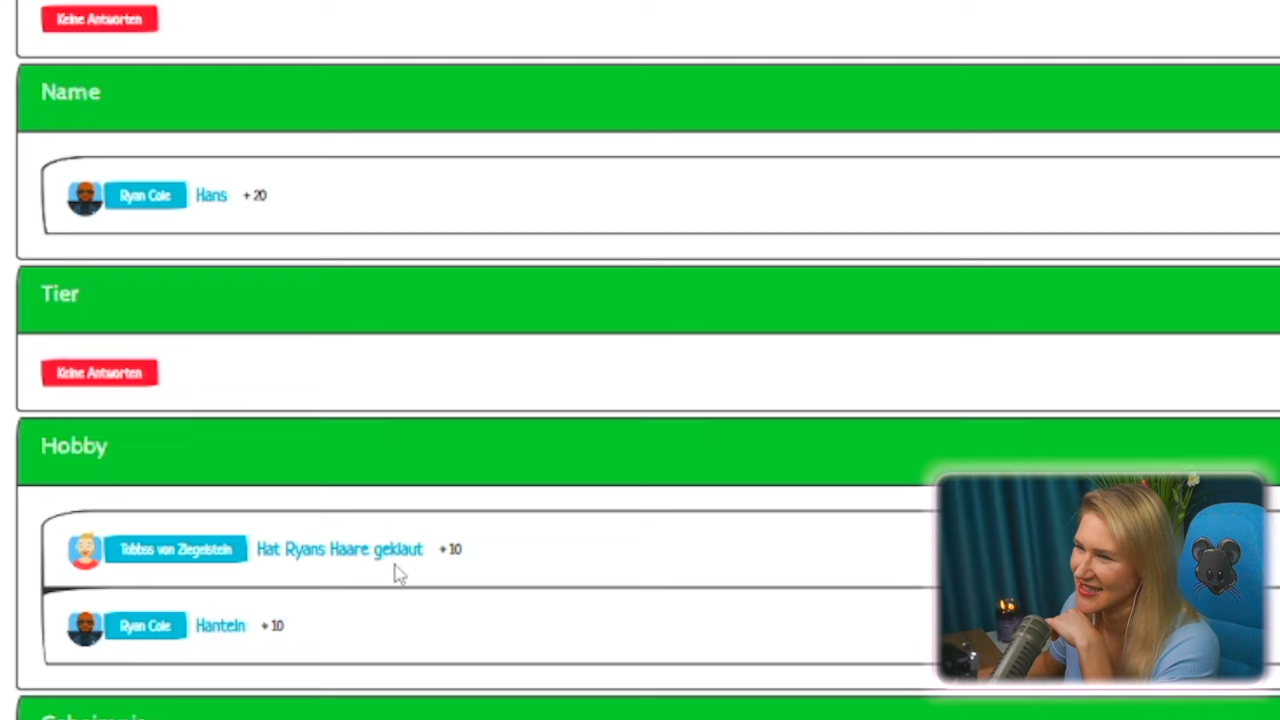 Keine Antworten
Name
Ryan Cole Hans + 20
Tier
Keine Antworten
Hobby
Tobbss von Ziegelstein Hat Ryans Haare geklaut + 10
Ryan Cole Hanteln + 10
Geheimnis